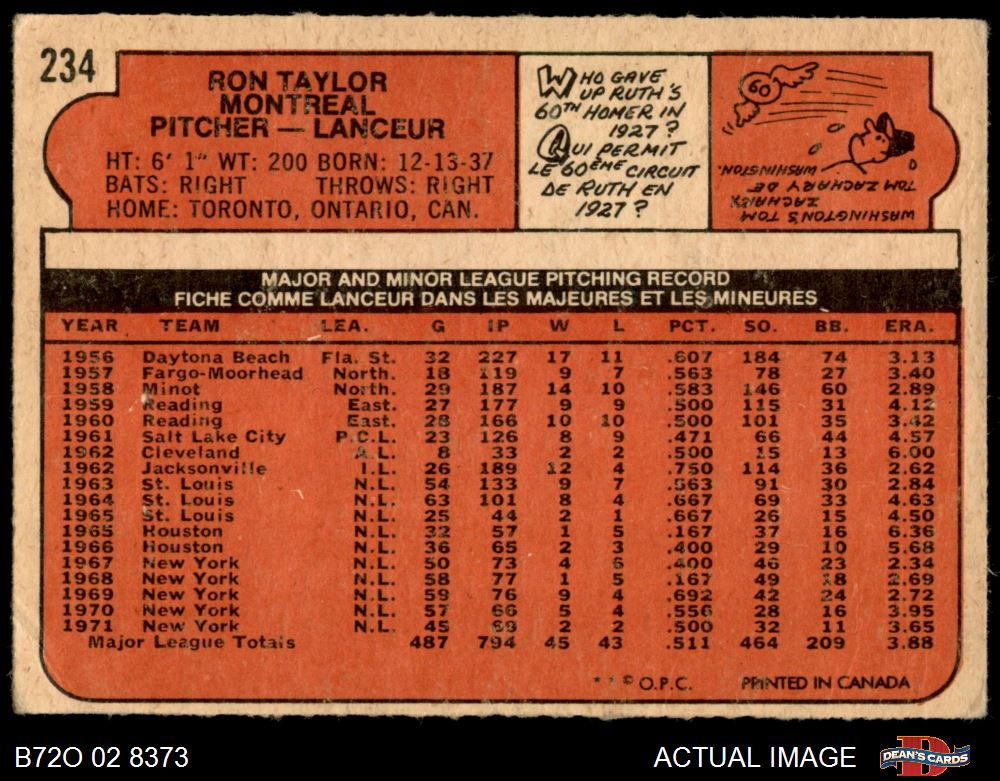 234
RON TAYLOR
MONTREAL
PITCHER — LANCEUR
HT: 6' 1" WT: 200 BORN: 12-13-37
BATS: RIGHT THROWS: RIGHT
HOME: TORONTO, ONTARIO, CAN.
WHO GAVE
UP RUTH'S
60TH HOMER IN
1927?
QUI PERMIT
LE 60ÈME CIRCUIT
DE RUTH EN
1927?
60
WASHINGTON'S TOM
ZACHARY
TOM ZACHARY DE
WASHINGTON.
MAJOR AND MINOR LEAGUE PITCHING RECORD
FICHE COMME LANCEUR DANS LES MAJEURES ET LES MINEURES
YEAR TEAM LEA. G IP W L PCT. SO. BB. ERA.
1956 Daytona Beach Fla. St. 32 227 17 11 .607 184 74 3.13
1957 Fargo-Moorhead North. 18 119 9 7 .563 78 27 3.40
1958 Minot North. 29 187 14 10 .583 146 60 2.89
1959 Reading East. 27 177 9 9 .500 115 31 4.12
1960 Reading East. 28 166 10 10 .500 101 35 3.42
1961 Salt Lake City P.C.L. 23 126 8 9 .471 66 44 4.57
1962 Cleveland A.L. 8 33 2 2 .500 15 13 6.00
1962 Jacksonville I.L. 26 189 12 4 .750 114 36 2.62
1963 St. Louis N.L. 54 133 9 7 .563 91 30 2.84
1964 St. Louis N.L. 63 101 8 4 .667 69 33 4.63
1965 St. Louis N.L. 25 44 2 1 .667 26 15 4.50
1965 Houston N.L. 32 57 1 5 .167 37 16 6.36
1966 Houston N.L. 36 65 2 3 .400 29 10 5.68
1967 New York N.L. 50 73 4 6 .400 46 23 2.34
1968 New York N.L. 58 77 1 5 .167 49 18 2.69
1969 New York N.L. 59 76 9 4 .692 42 24 2.72
1970 New York N.L. 57 66 5 4 .556 28 16 3.95
1971 New York N.L. 45 69 2 2 .500 32 11 3.65
Major League Totals 487 794 45 43 .511 464 209 3.88
* * © O.P.C. PRINTED IN CANADA
B72O 02 8373
ACTUAL IMAGE
DEAN'S CARDS